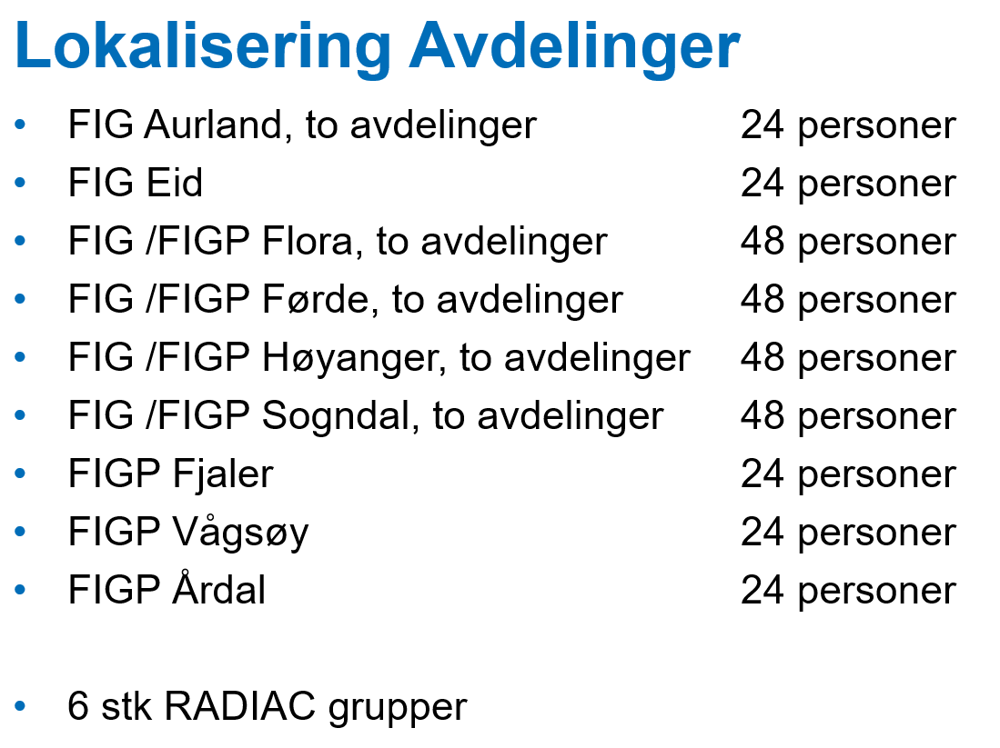 Lokalisering Avdelinger
• FIG Aurland, to avdelinger 24 personer
• FIG Eid 24 personer
• FIG /FIGP Flora, to avdelinger 48 personer
• FIG /FIGP Førde, to avdelinger 48 personer
• FIG /FIGP Høyanger, to avdelinger 48 personer
• FIG /FIGP Sogndal, to avdelinger 48 personer
• FIGP Fjaler 24 personer
• FIGP Vågsøy 24 personer
• FIGP Årdal 24 personer
• 6 stk RADIAC grupper